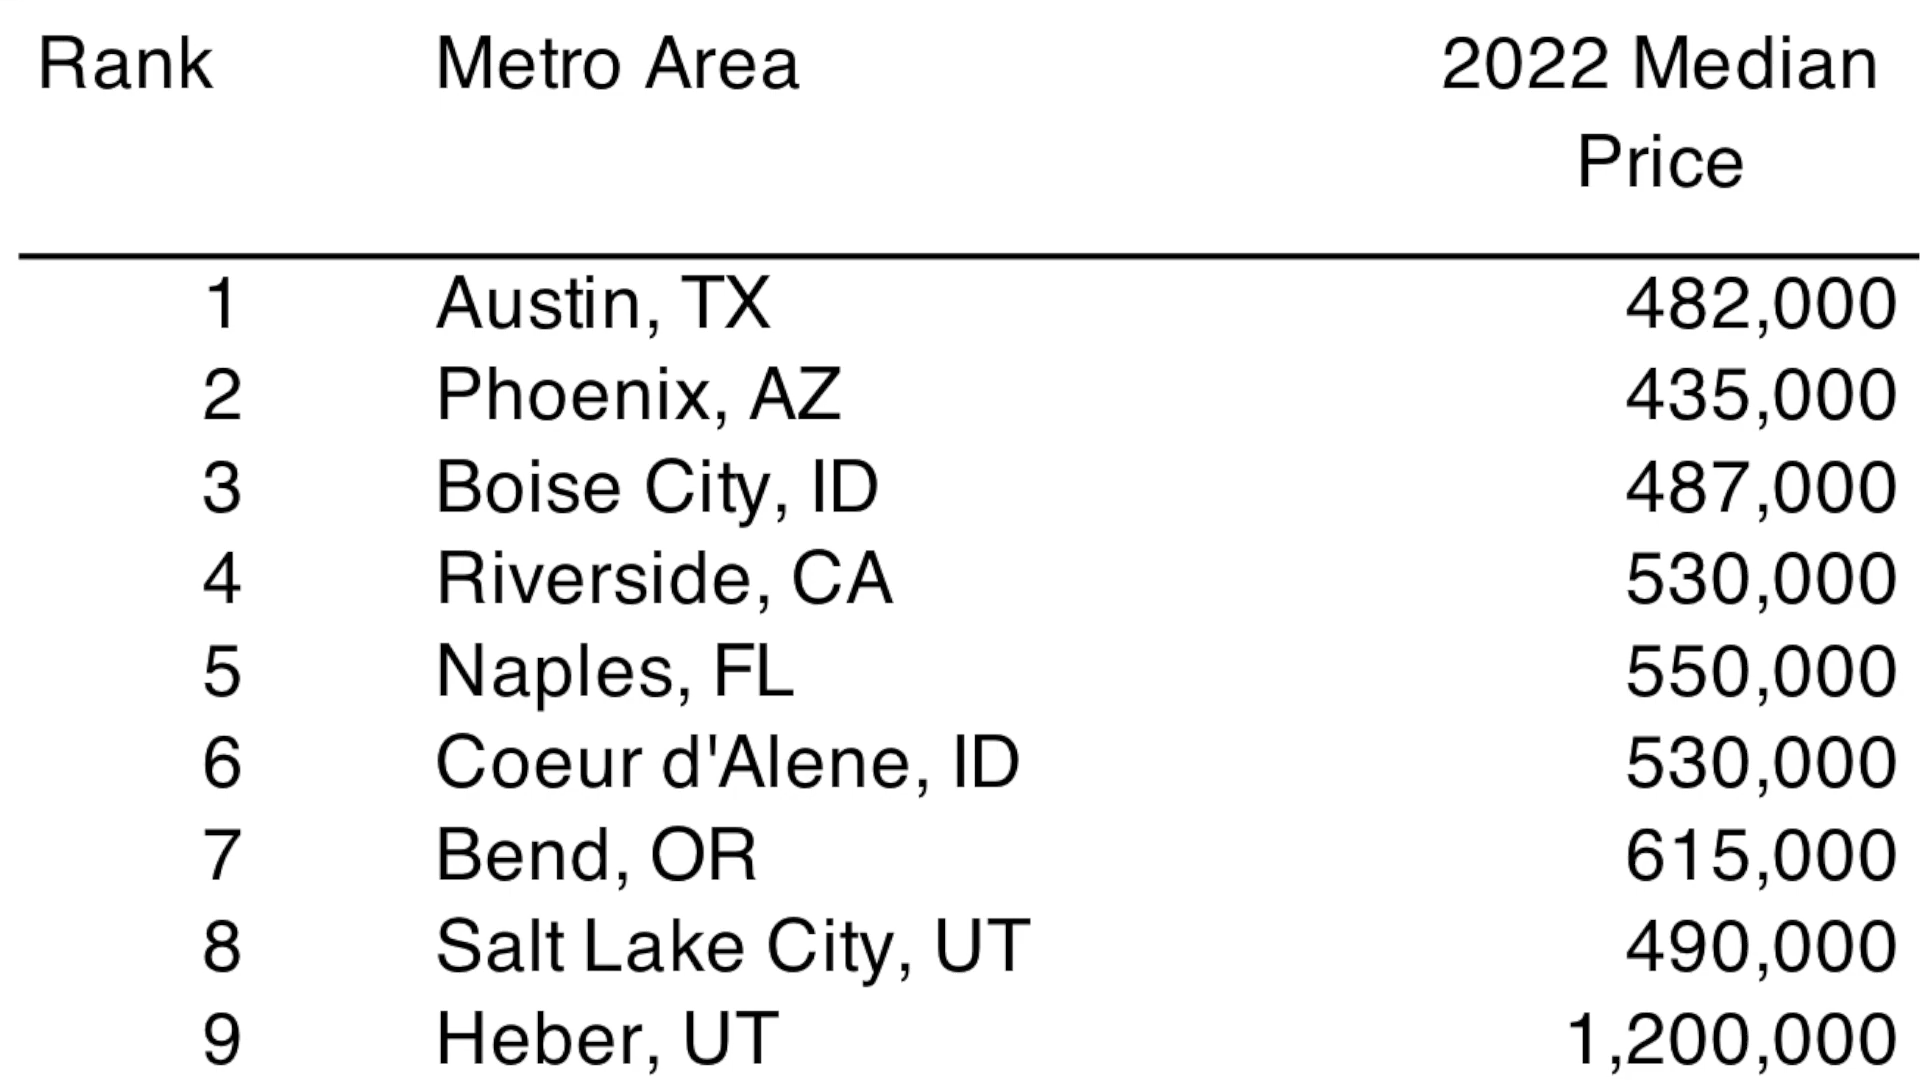 Rank Metro Area 2022 Median
Price
1 Austin, TX 482,000
2 Phoenix, AZ 435,000
3 Boise City, ID 487,000
4 Riverside, CA 530,000
5 Naples, FL 550,000
6 Coeur d'Alene, ID 530,000
7 Bend, OR 615,000
8 Salt Lake City, UT 490,000
9 Heber, UT 1,200,000